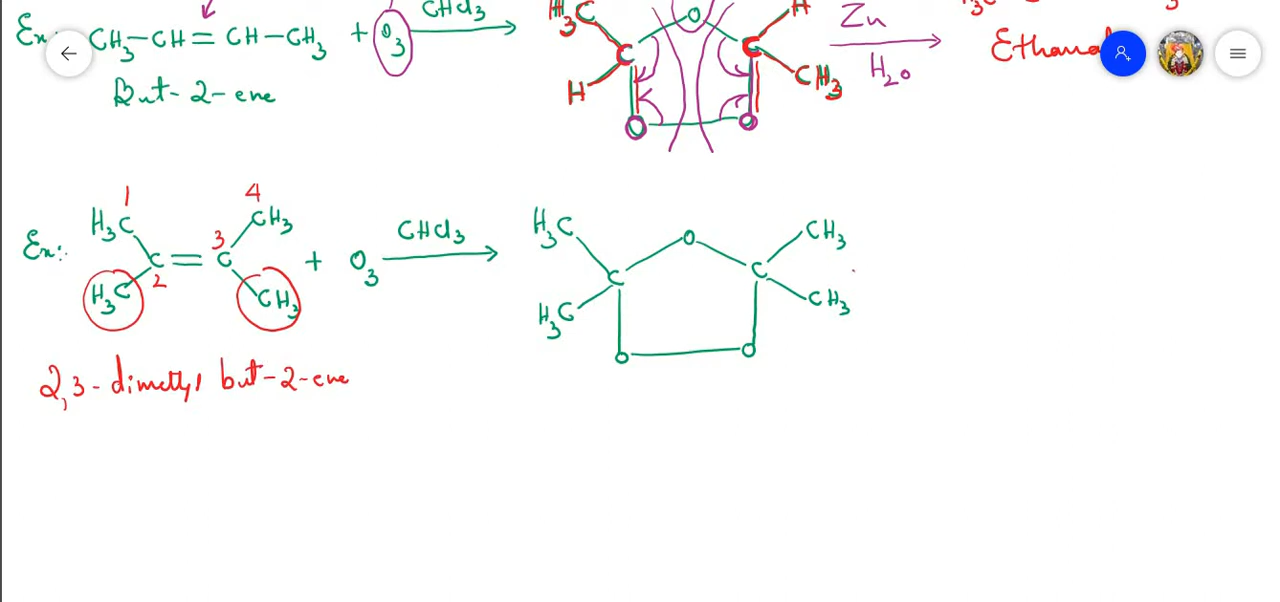 Ex: CH₃-CH=CH-CH₃ + O₃ CHCl₃ H₃C H C O O O C H CH₃ Zn H₂O
But-2-ene
Ethanal
Ex:. H₃C 1 H₃C C 2 = C 3 CH₃ 4 CH₃ + O₃ CHCl₃ H₃C H₃C C O O O C CH₃ CH₃
2,3-dimethyl but-2-ene